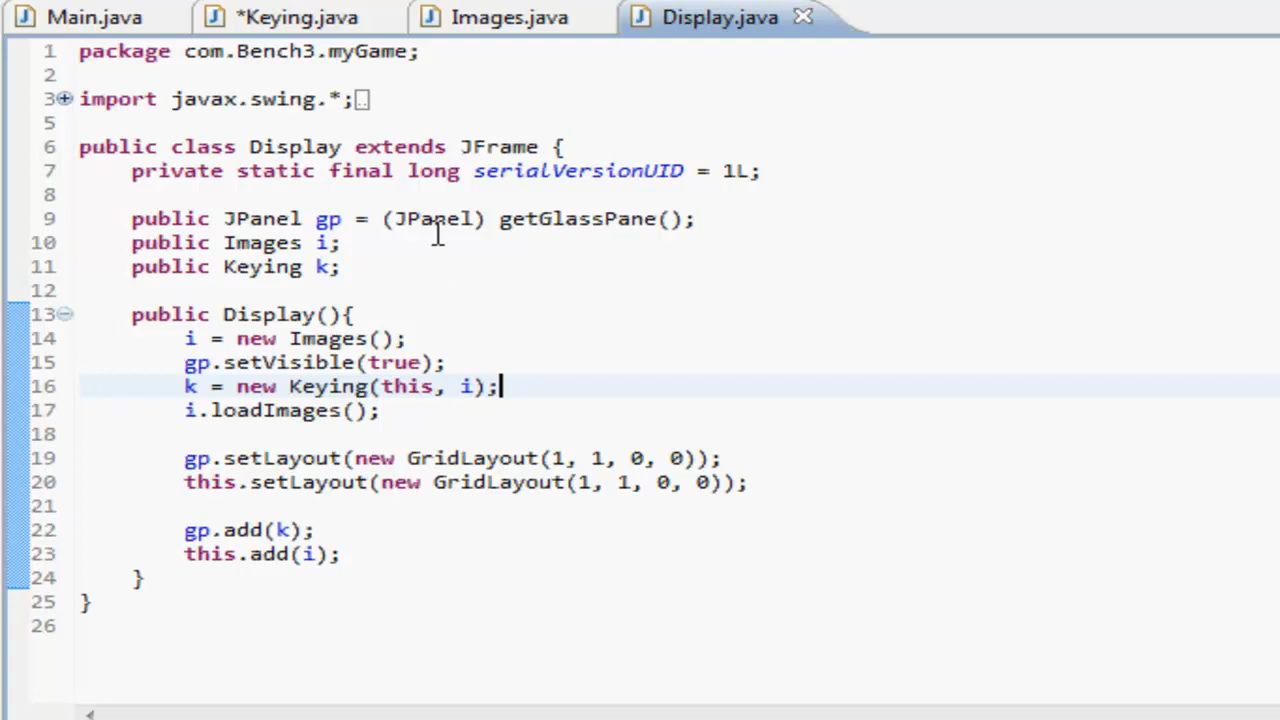 Main.java *Keying.java Images.java Display.java
1 package com.Bench3.myGame;
2
3 import javax.swing.*;
5
6 public class Display extends JFrame {
7 private static final long serialVersionUID = 1L;
8
9 public JPanel gp = (JPanel) getGlassPane();
10 public Images i;
11 public Keying k;
12
13 public Display(){
14 i = new Images();
15 gp.setVisible(true);
16 k = new Keying(this, i);
17 i.loadImages();
18
19 gp.setLayout(new GridLayout(1, 1, 0, 0));
20 this.setLayout(new GridLayout(1, 1, 0, 0));
21
22 gp.add(k);
23 this.add(i);
24 }
25 }
26